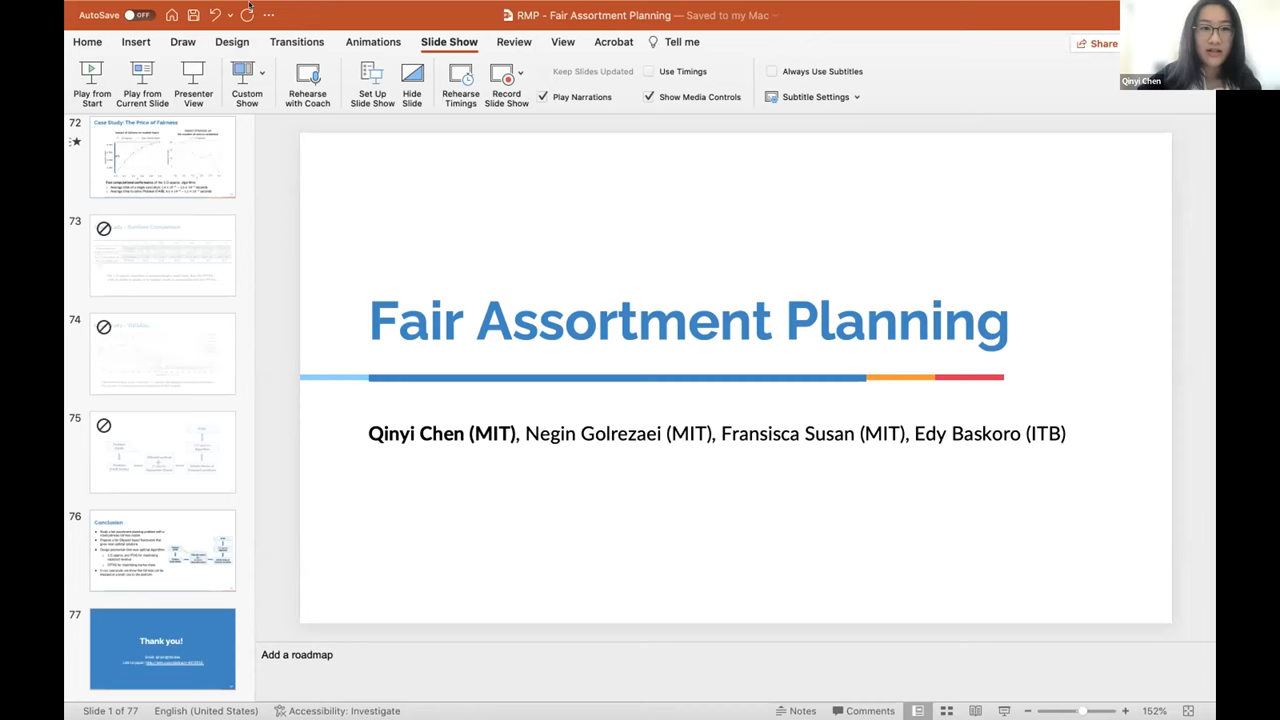 AutoSave OFF
RMP - Fair Assortment Planning — Saved to my Mac
Home Insert Draw Design Transitions Animations Slide Show Review View Acrobat Tell me
Share
Play from Start
Play from Current Slide
Presenter View
Custom Show
Rehearse with Coach
Set Up Slide Show
Hide Slide
Rehearse Timings
Record Slide Show
Keep Slides Updated
Use Timings
Play Narrations
Show Media Controls
Always Use Subtitles
Subtitle Settings
Qinyi Chen
72
Case Study: The Price of Fairness
73
74
75
76
Conclusion
77
Thank you!
Fair Assortment Planning
Qinyi Chen (MIT), Negin Golrezaei (MIT), Fransisca Susan (MIT), Edy Baskoro (ITB)
Add a roadmap
Slide 1 of 77
English (United States)
Accessibility: Investigate
Notes
Comments
152%